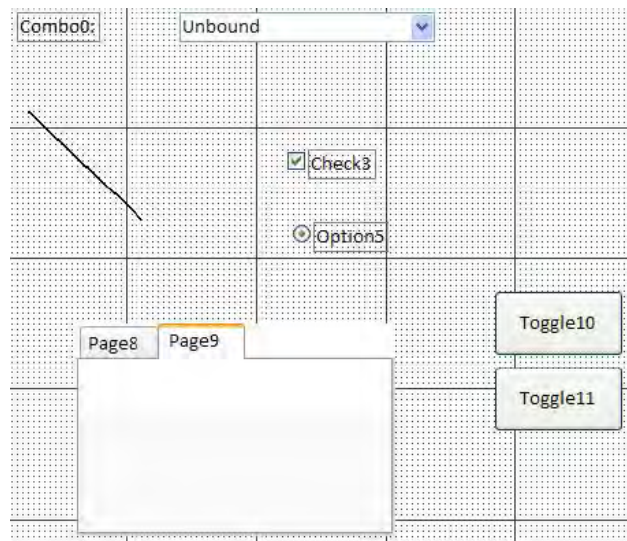 Combo0:
Unbound
Check3
Option5
Toggle10
Page8
Page9
Toggle11